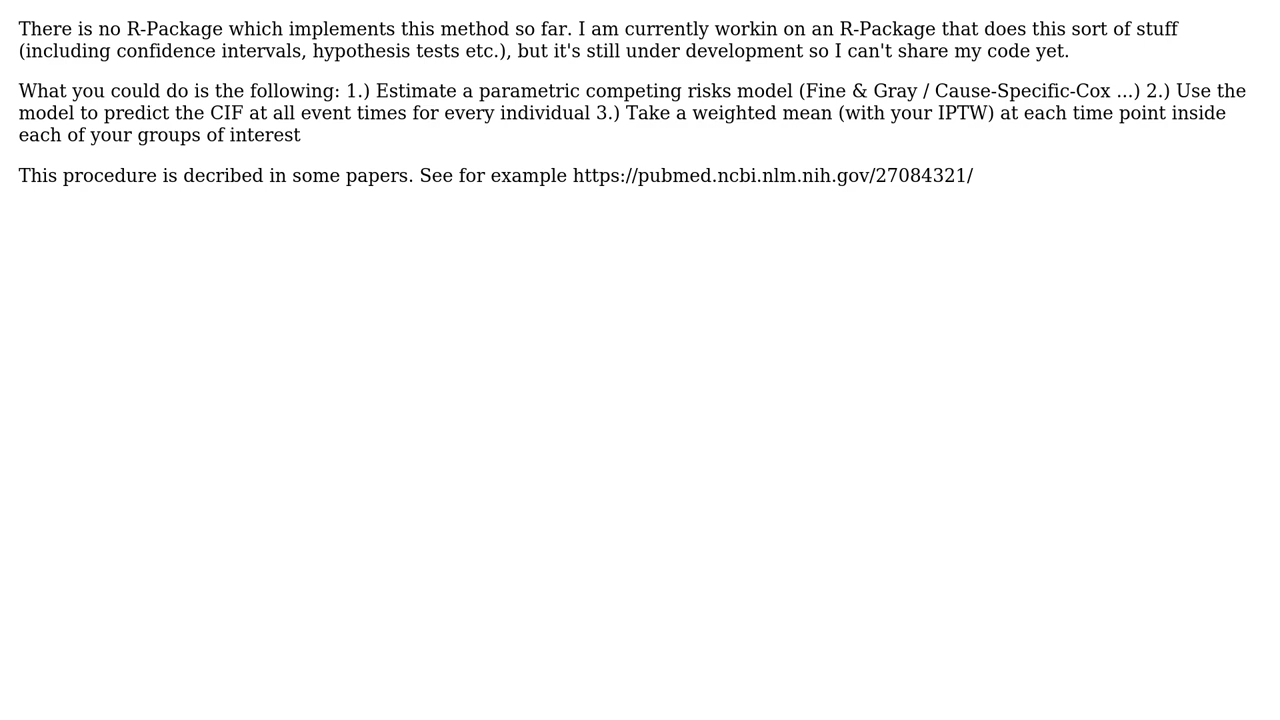 There is no R-Package which implements this method so far. I am currently workin on an R-Package that does this sort of stuff
(including confidence intervals, hypothesis tests etc.), but it's still under development so I can't share my code yet.
What you could do is the following: 1.) Estimate a parametric competing risks model (Fine & Gray / Cause-Specific-Cox ...) 2.) Use the
model to predict the CIF at all event times for every individual 3.) Take a weighted mean (with your IPTW) at each time point inside
each of your groups of interest
This procedure is decribed in some papers. See for example https://pubmed.ncbi.nlm.nih.gov/27084321/